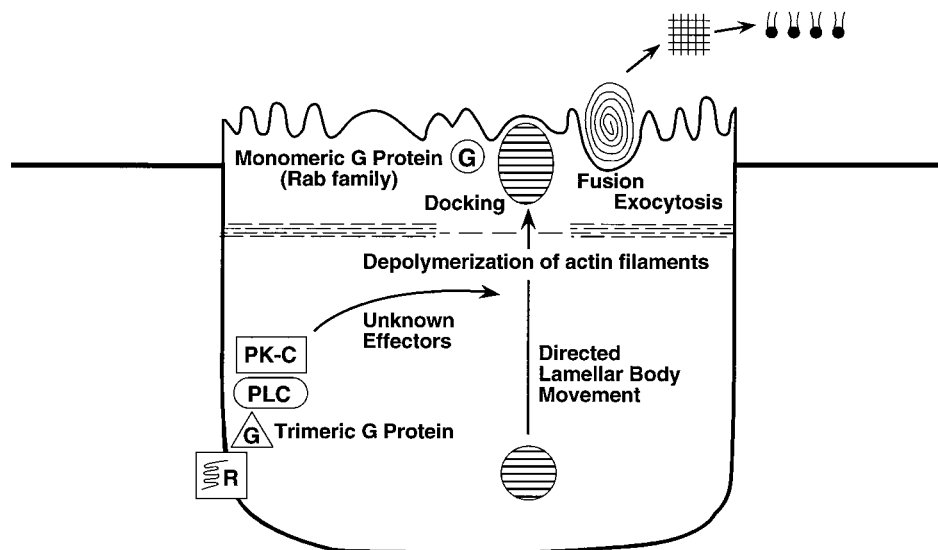 Monomeric G Protein
(Rab family)
G
Docking
Fusion
Exocytosis
Depolymerization of actin filaments
Unknown
Effectors
PK-C
PLC
G
Trimeric G Protein
R
Directed
Lamellar Body
Movement